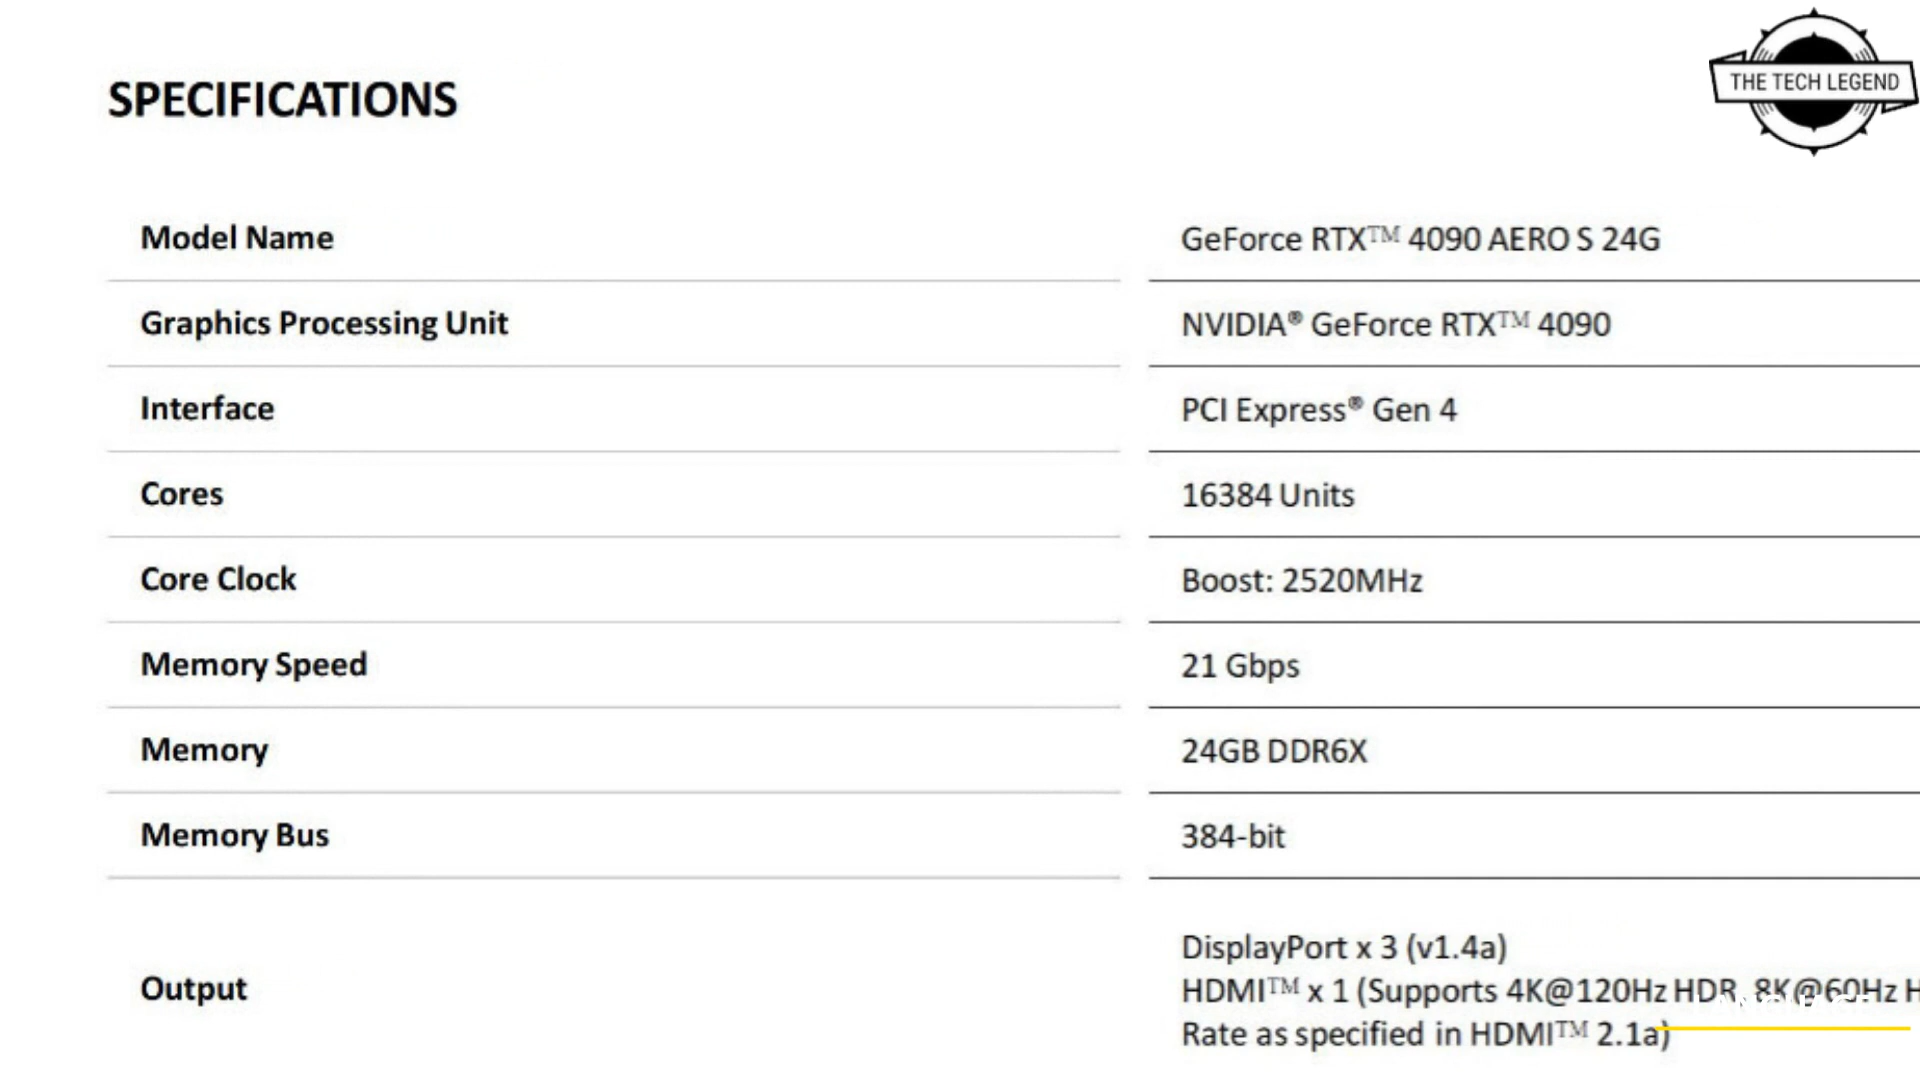 THE TECH LEGEND
SPECIFICATIONS
Model Name GeForce RTX™ 4090 AERO S 24G
Graphics Processing Unit NVIDIA® GeForce RTX™ 4090
Interface PCI Express® Gen 4
Cores 16384 Units
Core Clock Boost: 2520MHz
Memory Speed 21 Gbps
Memory 24GB DDR6X
Memory Bus 384-bit
DisplayPort x 3 (v1.4a)
Output HDMI™ x 1 (Supports 4K@120Hz HDR, 8K@60Hz H
Rate as specified in HDMI™ 2.1a)